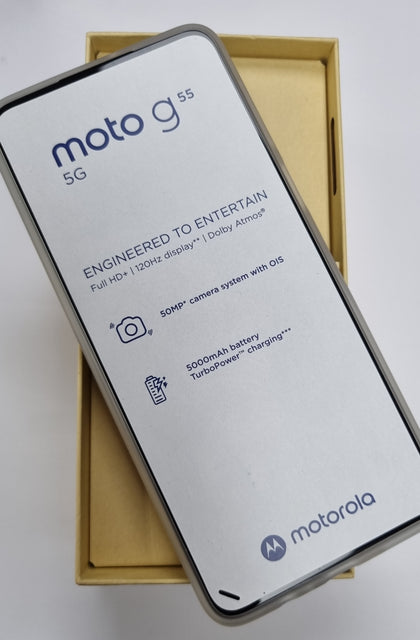 moto g 55
5G
ENGINEERED TO ENTERTAIN
Full HD+ | 120Hz display** | Dolby Atmos®
50MP* camera system with OIS
5000mAh battery
TurboPower™ charging***
motorola